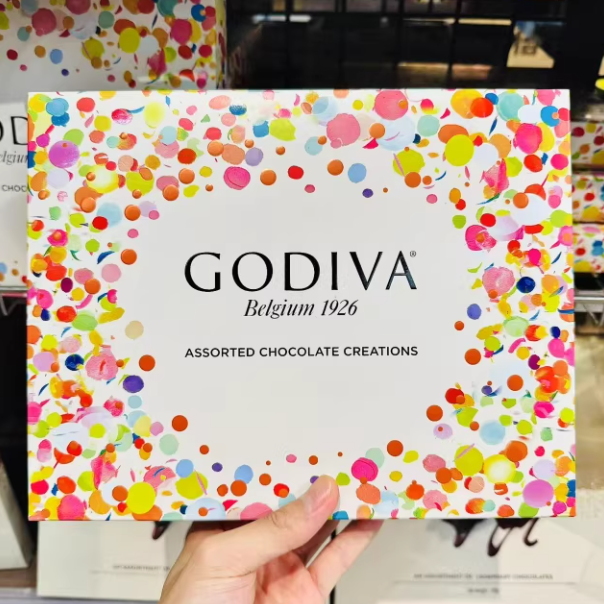 GODIVA®
Belgium 1926
ASSORTED CHOCOLATE CREATIONS